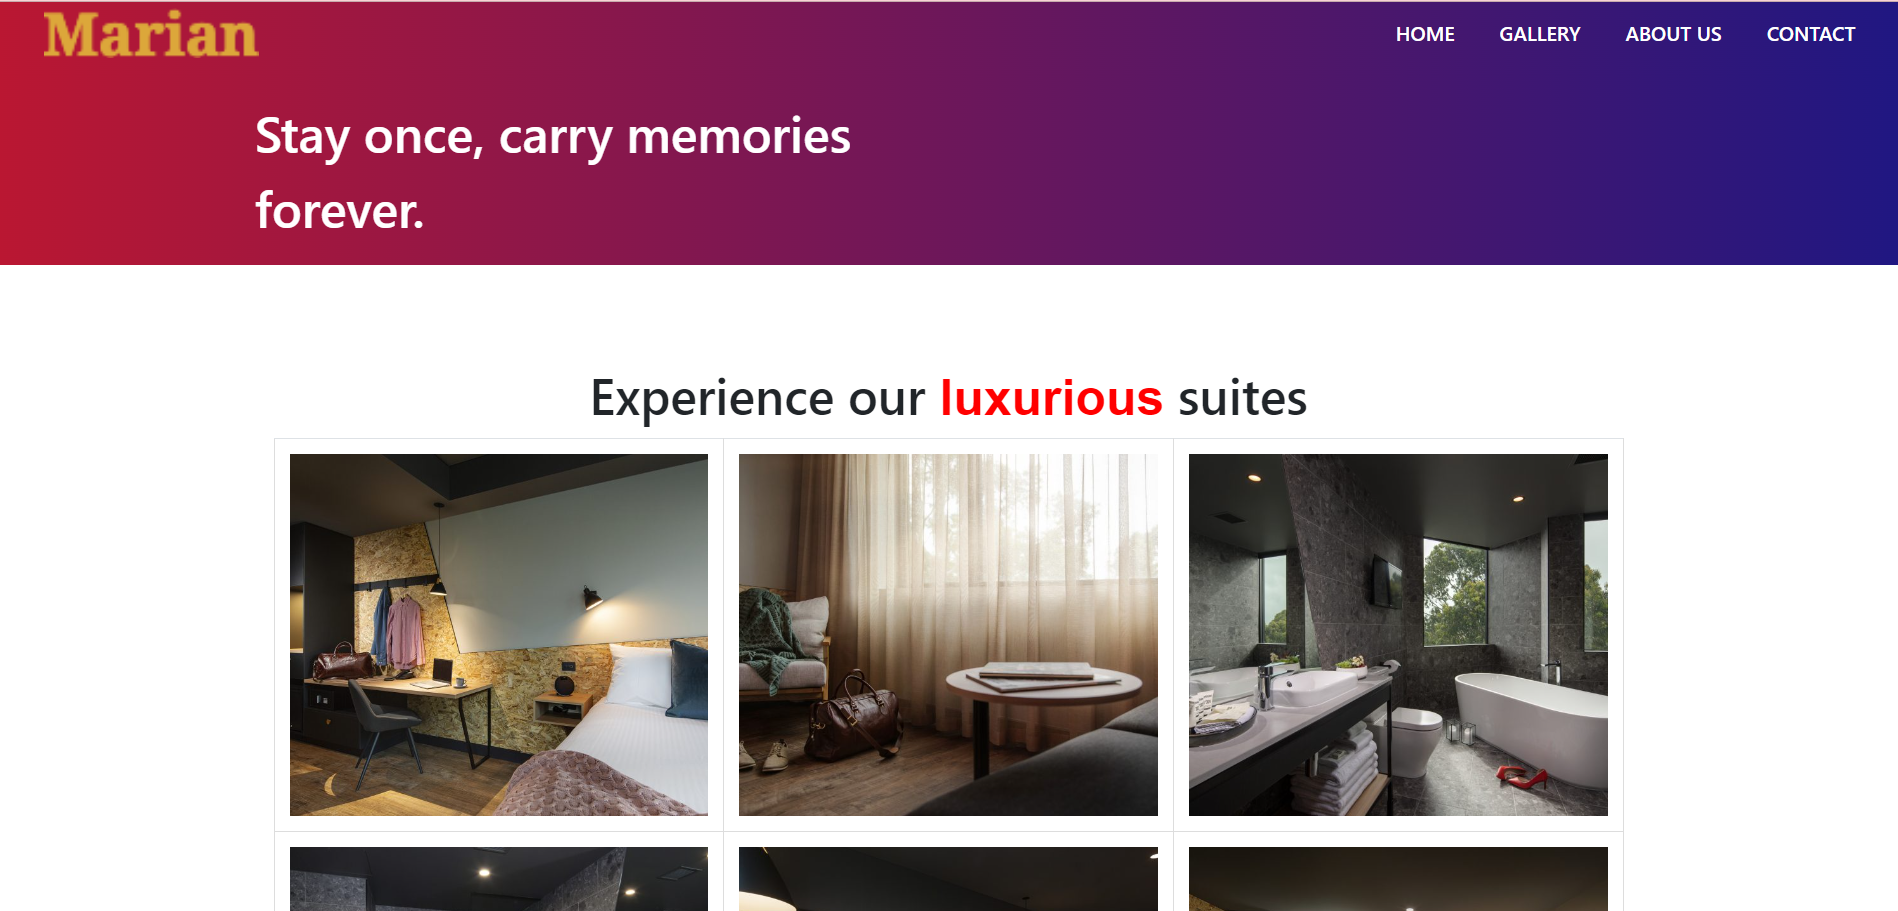 Marian
HOME GALLERY ABOUT US CONTACT
Stay once, carry memories
forever.
Experience our luxurious suites